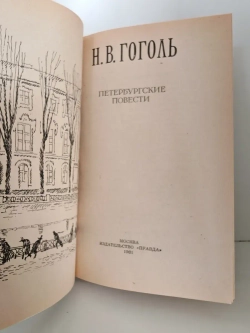 Н. В. ГОГОЛЬ
ПЕТЕРБУРГСКИЕ
ПОВЕСТИ
МОСКВА
ИЗДАТЕЛЬСТВО «ПРАВДА»